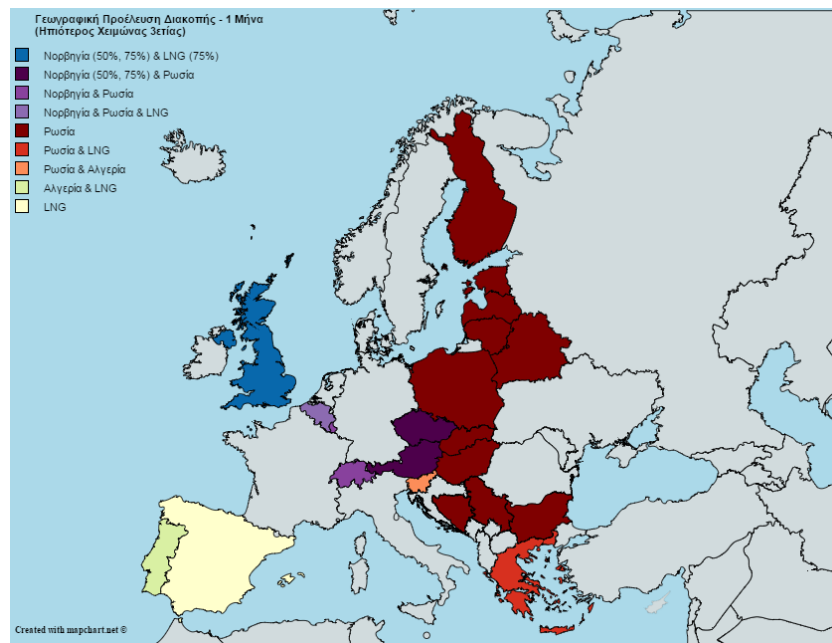 Γεωγραφική Προέλευση Διακοπής - 1 Μήνα
(Ηπιότερος Χειμώνας 3ετίας)
Νορβηγία (50%, 75%) & LNG (75%)
Νορβηγία (50%, 75%) & Ρωσία
Νορβηγία & Ρωσία
Νορβηγία & Ρωσία & LNG
Ρωσία
Ρωσία & LNG
Ρωσία & Αλγερία
Αλγερία & LNG
LNG
Created with mapchart.net ©